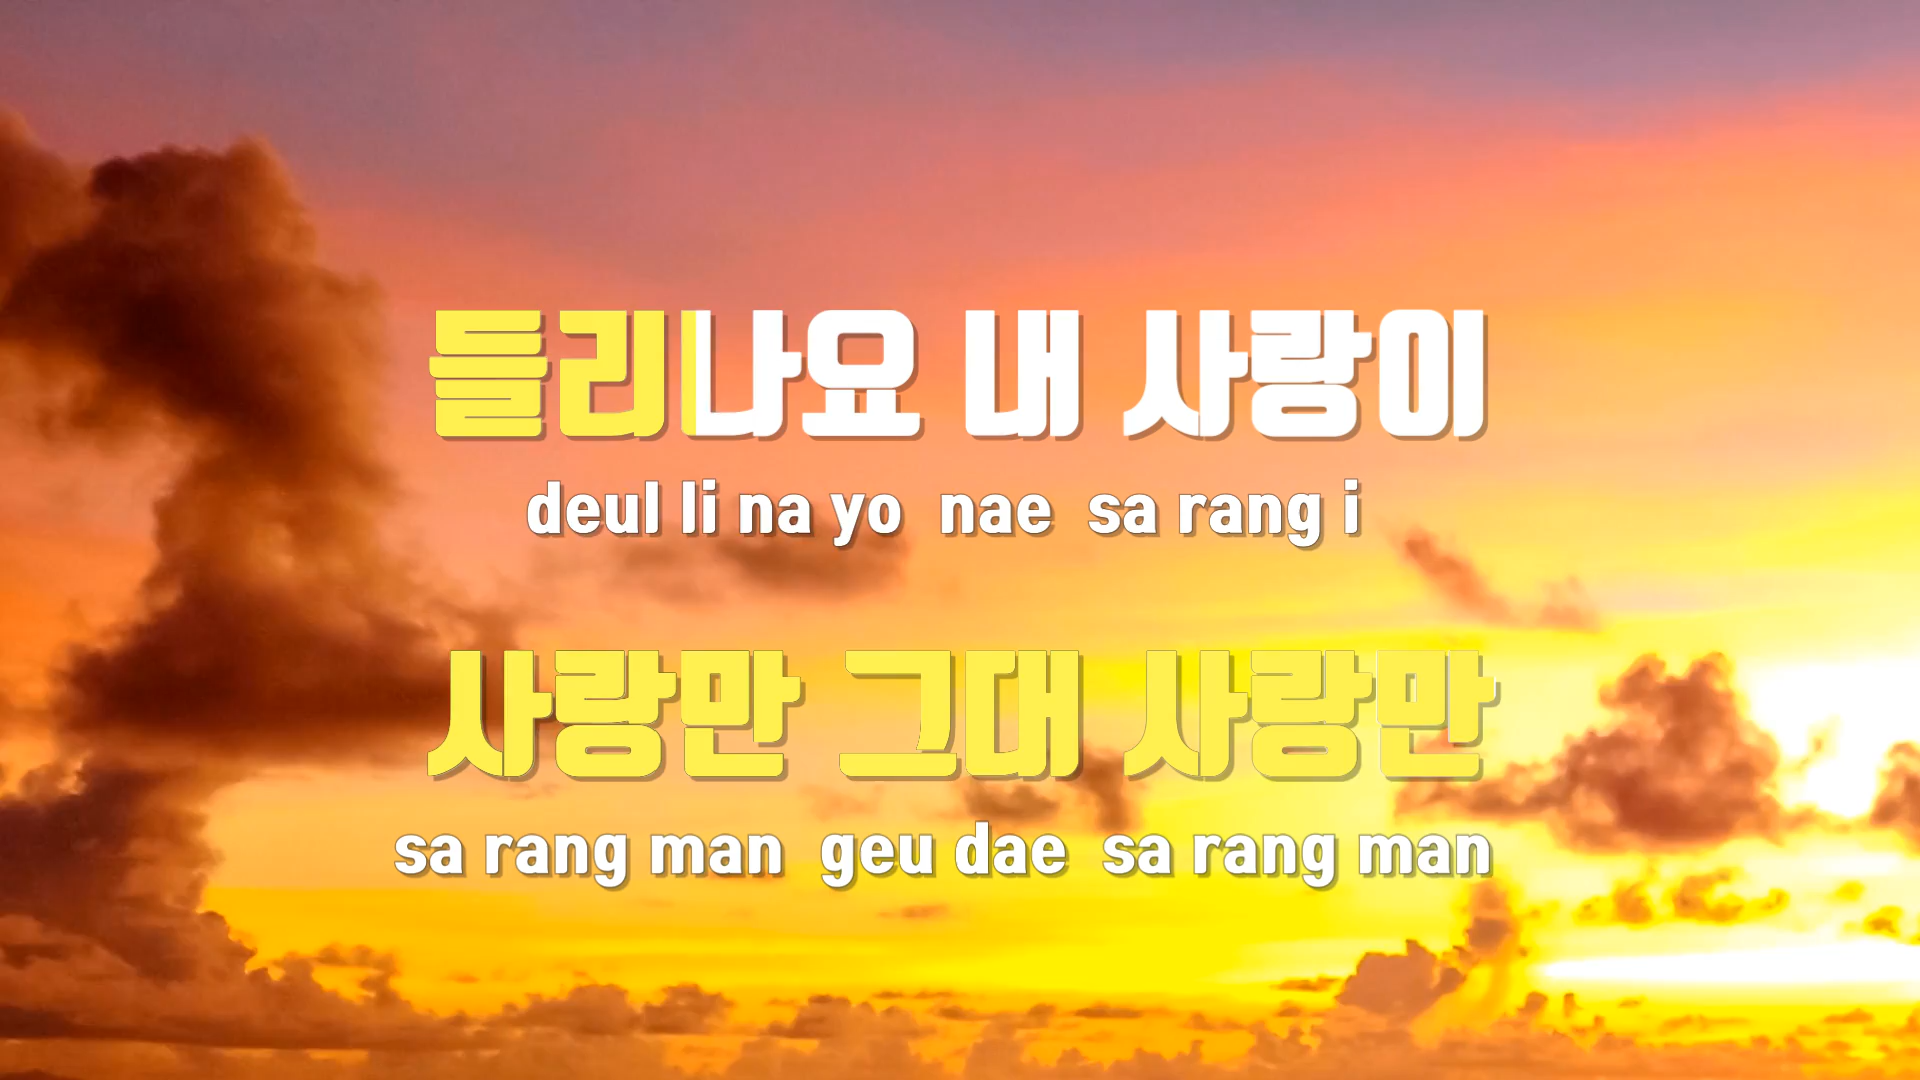 들리나요 내 사랑이
deul li na yo nae sa rang i
사랑만 그대 사랑만
sa rang man geu dae sa rang man